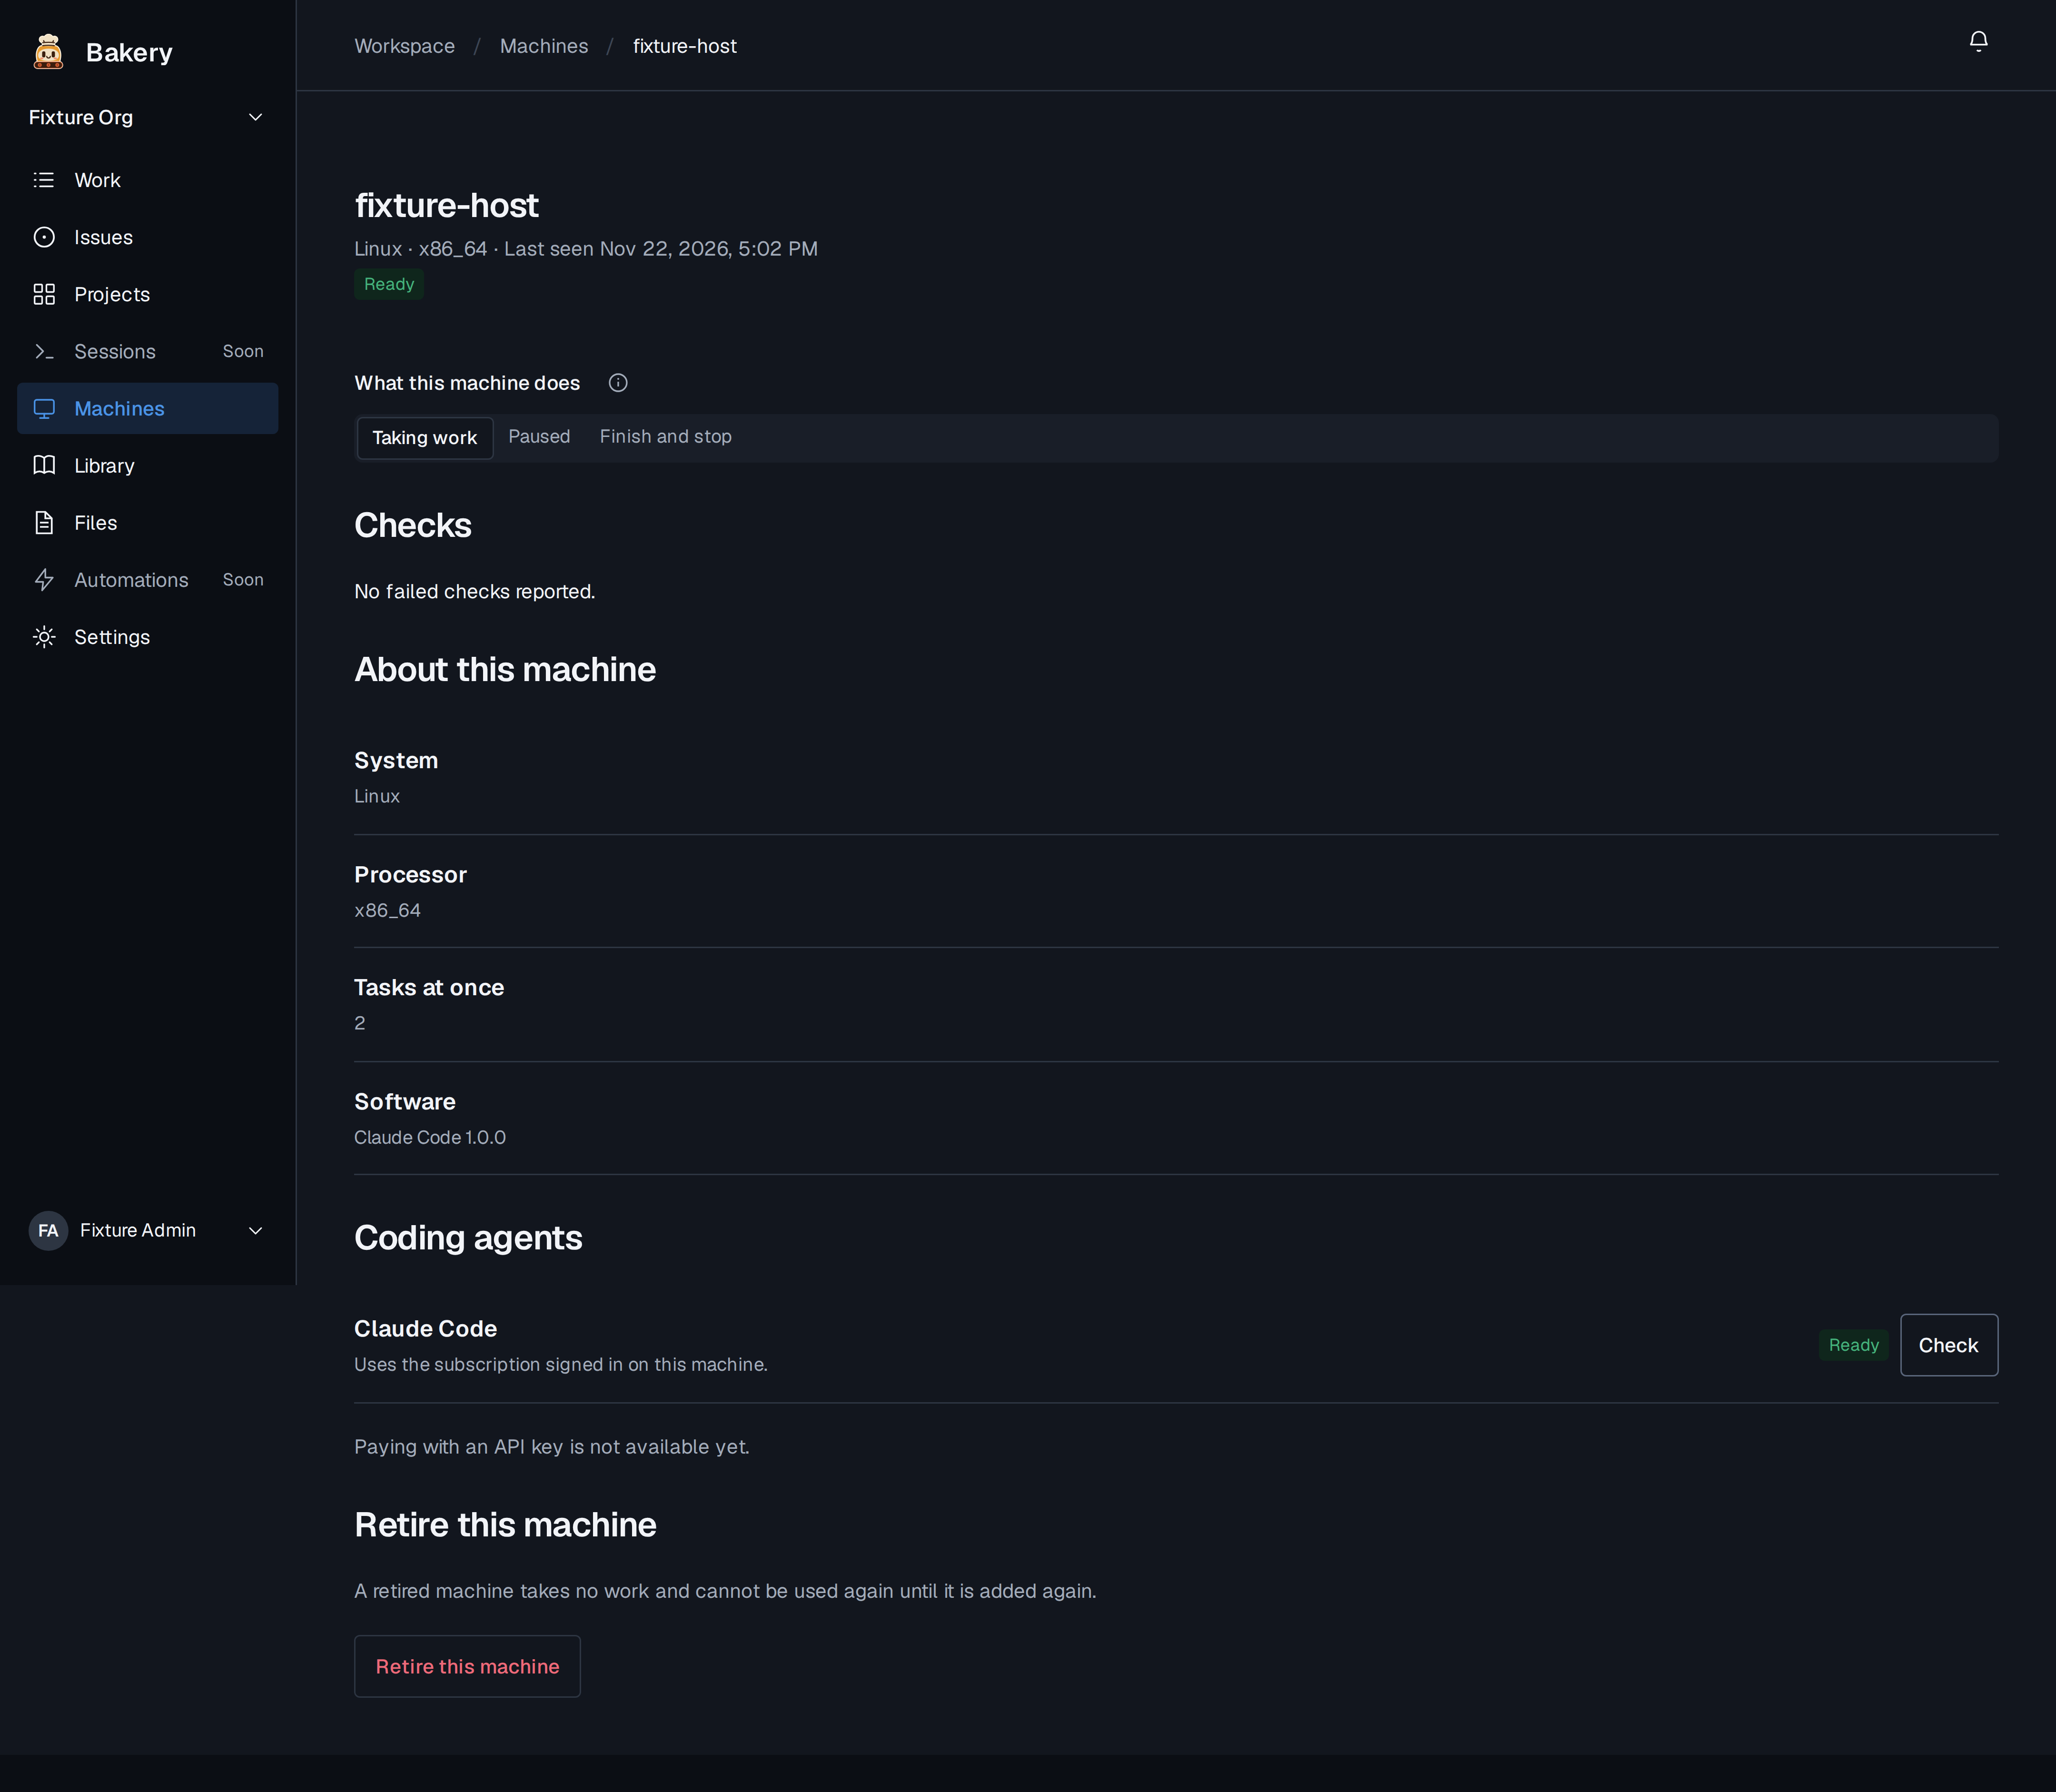 Bakery
Fixture Org
Work
Issues
Projects
Sessions Soon
Machines
Library
Files
Automations Soon
Settings
FA Fixture Admin
Workspace / Machines / fixture-host
fixture-host
Linux · x86_64 · Last seen Nov 22, 2026, 5:02 PM
Ready
What this machine does
Taking work Paused Finish and stop
Checks
No failed checks reported.
About this machine
System
Linux
Processor
x86_64
Tasks at once
2
Software
Claude Code 1.0.0
Coding agents
Claude Code
Uses the subscription signed in on this machine.
Ready Check
Paying with an API key is not available yet.
Retire this machine
A retired machine takes no work and cannot be used again until it is added again.
Retire this machine